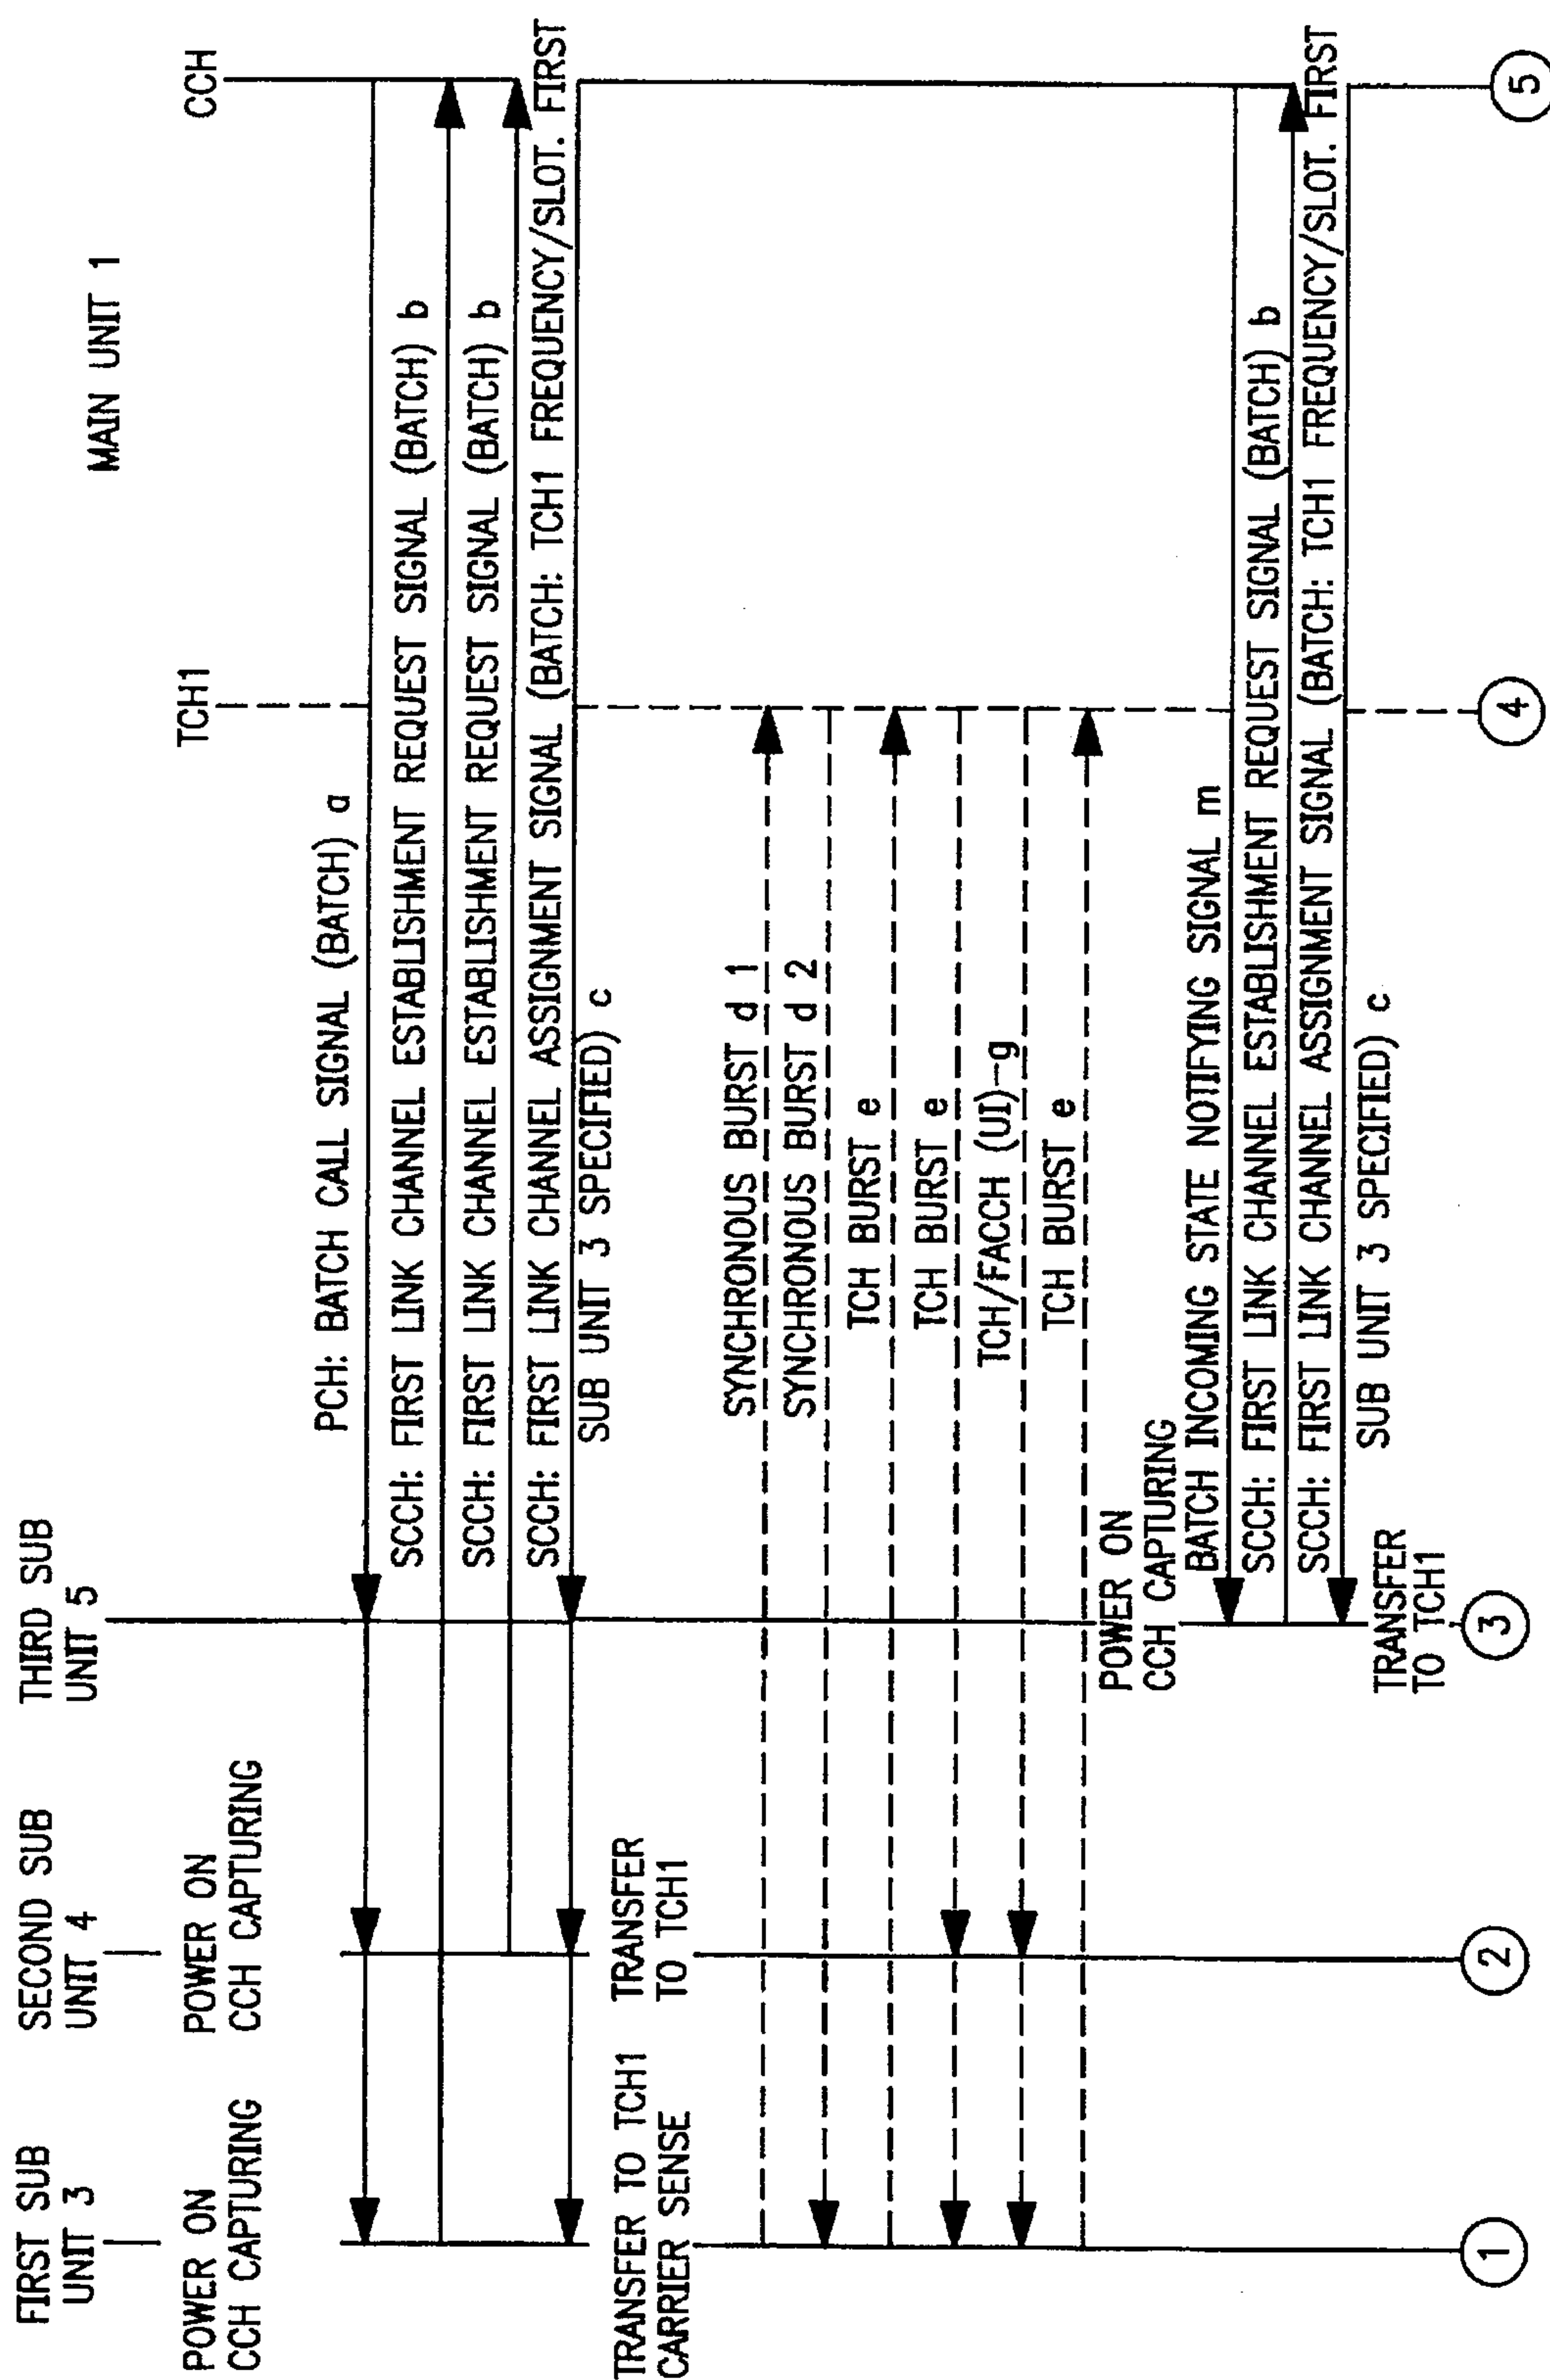 FIRST SUB
UNIT 3
SECOND SUB
UNIT 4
THIRD SUB
UNIT 5
MAIN UNIT 1
TCH1
CCH
POWER ON
CCH CAPTURING
POWER ON
CCH CAPTURING
PCH: BATCH CALL SIGNAL (BATCH) a
SCCH: FIRST LINK CHANNEL ESTABLISHMENT REQUEST SIGNAL (BATCH) b
SCCH: FIRST LINK CHANNEL ESTABLISHMENT REQUEST SIGNAL (BATCH) b
SCCH: FIRST LINK CHANNEL ASSIGNMENT SIGNAL (BATCH: TCH1 FREQUENCY/SLOT. FIRST
SUB UNIT 3 SPECIFIED) c
TRANSFER TO TCH1
CARRIER SENSE
TRANSFER
TO TCH1
SYNCHRONOUS BURST d 1
SYNCHRONOUS BURST d 2
TCH BURST e
TCH BURST e
TCH/FACCH (UI)-g
TCH BURST e
POWER ON
CCH CAPTURING
BATCH INCOMING STATE NOTIFYING SIGNAL m
SCCH: FIRST LINK CHANNEL ESTABLISHMENT REQUEST SIGNAL (BATCH) b
SCCH: FIRST LINK CHANNEL ASSIGNMENT SIGNAL (BATCH: TCH1 FREQUENCY/SLOT. FIRST
SUB UNIT 3 SPECIFIED) c
TRANSFER
TO TCH1
1
2
3
4
5